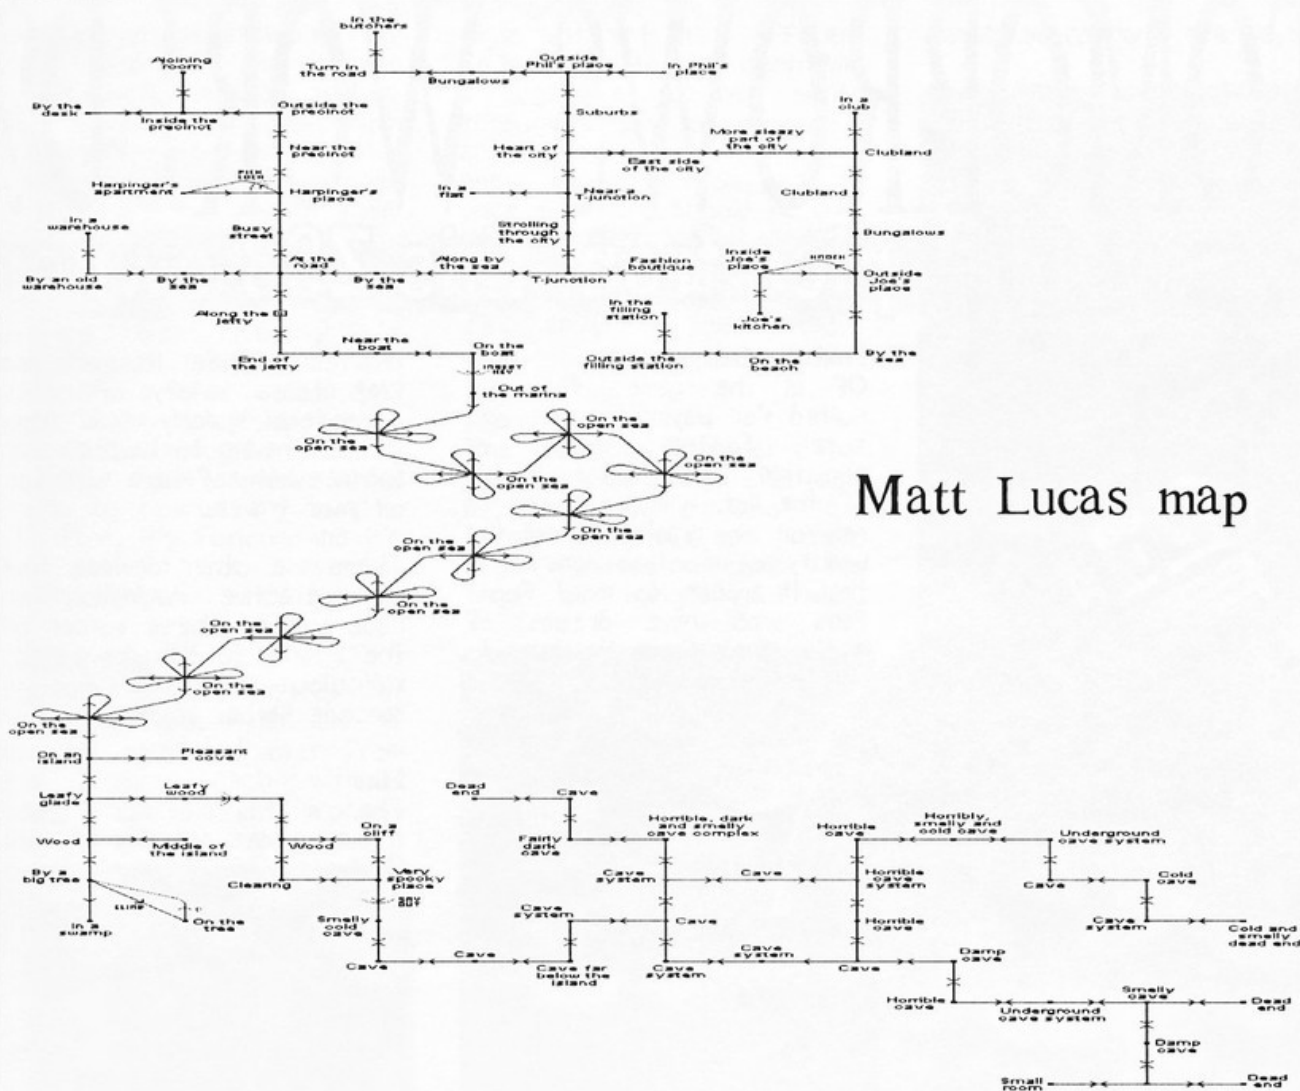 In the
butchers
Ajoining
room
Turn in
the road
Bungalows
Outside
Phil's place
In Phil's
place
By the
desk
Inside the
precinct
Outside the
precinct
Suburbs
In a
club
Near the
precinct
Heart of
the city
East side
of the city
More sleazy
part of
the city
Clubland
Harpinger's
apartment
PICK
LOCK
Harpinger's
place
In a
flat
Near a
T-junction
Clubland
In a
warehouse
Busy
street
Strolling
through
the city
Bungalows
By an old
warehouse
By the
sea
At the
road
By the
sea
Along by
the sea
T-junction
Fashion
boutique
Inside
Joe's
place
Outside
Joe's
place
Along the
jetty
In the
filling
station
Joe's
kitchen
End of
the jetty
Near the
boat
On the
boat
Outside the
filling station
On the
beach
By the
sea
INSERT
KEY
Out of
the marina
On the
open sea
On the
open sea
On the
open sea
On the
open sea
Matt Lucas map
On the
open sea
On the
open sea
On the
open sea
On the
open sea
On the
open sea
On the
open sea
On an
island
Pleasant
cove
Leafy
glade
Leafy
wood
Dead
end
Cave
Wood
Middle of
the island
Wood
On a
cliff
Fairly
dark
cave
Horrible, dark
and smelly
cave complex
Horrible
cave
Horribly,
smelly and
cold cave
Underground
cave system
By a
big tree
Clearing
Very
spooky
place
Cave
system
Cave
Horrible
cave
system
Cave
Cold
cave
CLIMB
In a
swamp
On the
tree
SAY
OUT
Smelly
cold
cave
Cave
system
Cave
Horrible
cave
Cave
system
Cold and
smelly
dead end
Cave
Cave
Cave far
below the
island
Cave
system
Cave
system
Cave
Damp
cave
Horrible
cave
Underground
cave system
Smelly
cave
Dead
end
Damp
cave
Small
room
Dead
end